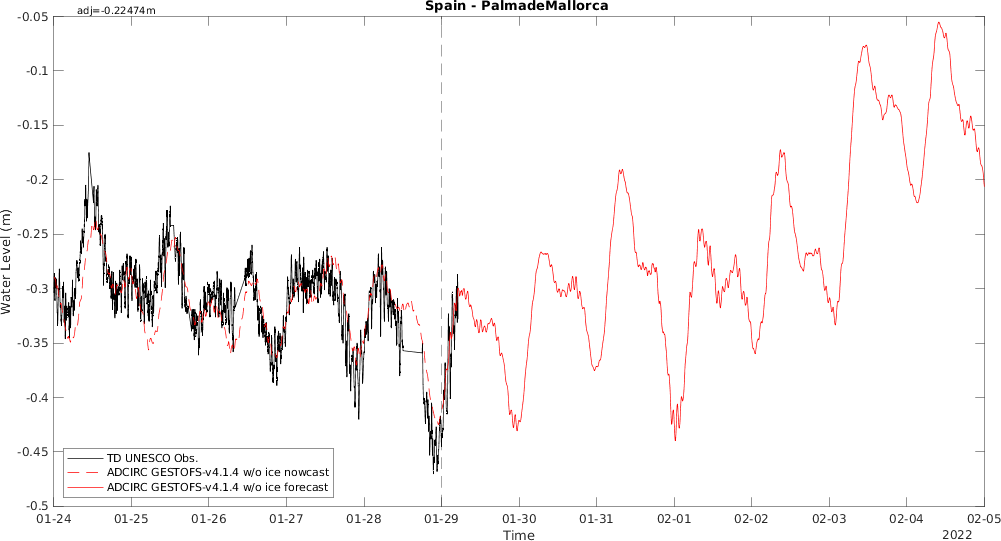 Spain - PalmadeMallorca
adj=-0.22474m
-0.05
-0.1
-0.15
-0.2
-0.25
-0.3
-0.35
-0.4
-0.45
-0.5
Water Level (m)
TD UNESCO Obs.
ADCIRC GESTOFS-v4.1.4 w/o ice nowcast
ADCIRC GESTOFS-v4.1.4 w/o ice forecast
01-24 01-25 01-26 01-27 01-28 01-29 01-30 01-31 02-01 02-02 02-03 02-04 02-05
Time
2022